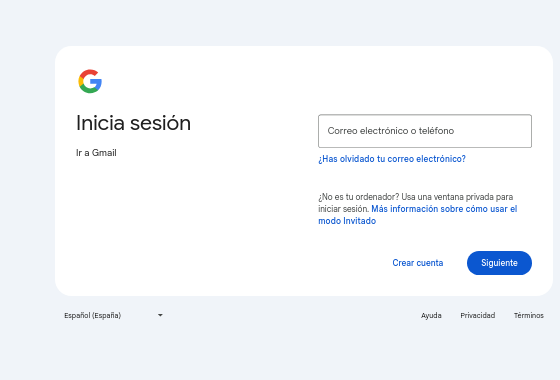 Inicia sesión
Ir a Gmail
Correo electrónico o teléfono
¿Has olvidado tu correo electrónico?
¿No es tu ordenador? Usa una ventana privada para
iniciar sesión. Más información sobre cómo usar el
modo Invitado
Crear cuenta
Siguiente
Español (España)
Ayuda
Privacidad
Términos